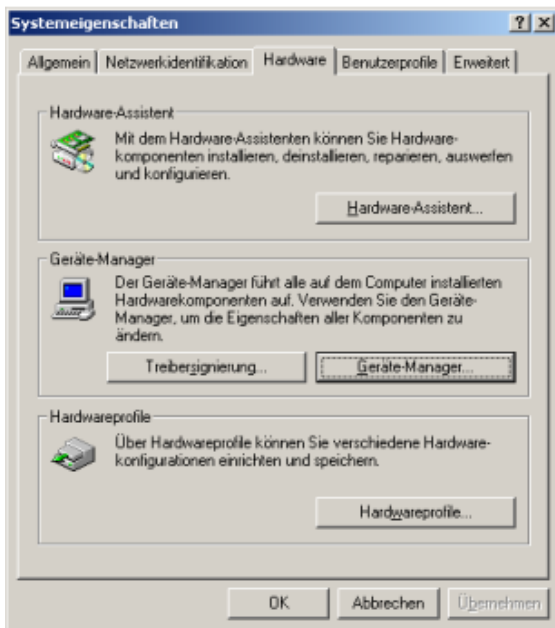 Systemeigenschaften
Allgemein Netzwerkidentifikation Hardware Benutzerprofile Erweitert
Hardware-Assistent
Mit dem Hardware-Assistenten können Sie Hardware-
komponenten installieren, deinstallieren, reparieren, auswerfen
und konfigurieren.
Hardware-Assistent...
Geräte-Manager
Der Geräte-Manager führt alle auf dem Computer installierten
Hardwarekomponenten auf. Verwenden Sie den Geräte-
Manager, um die Eigenschaften aller Komponenten zu
ändern.
Treibersignierung... Geräte-Manager...
Hardwareprofile
Über Hardwareprofile können Sie verschiedene Hardware-
konfigurationen einrichten und speichern.
Hardwareprofile...
OK Abbrechen Übernehmen